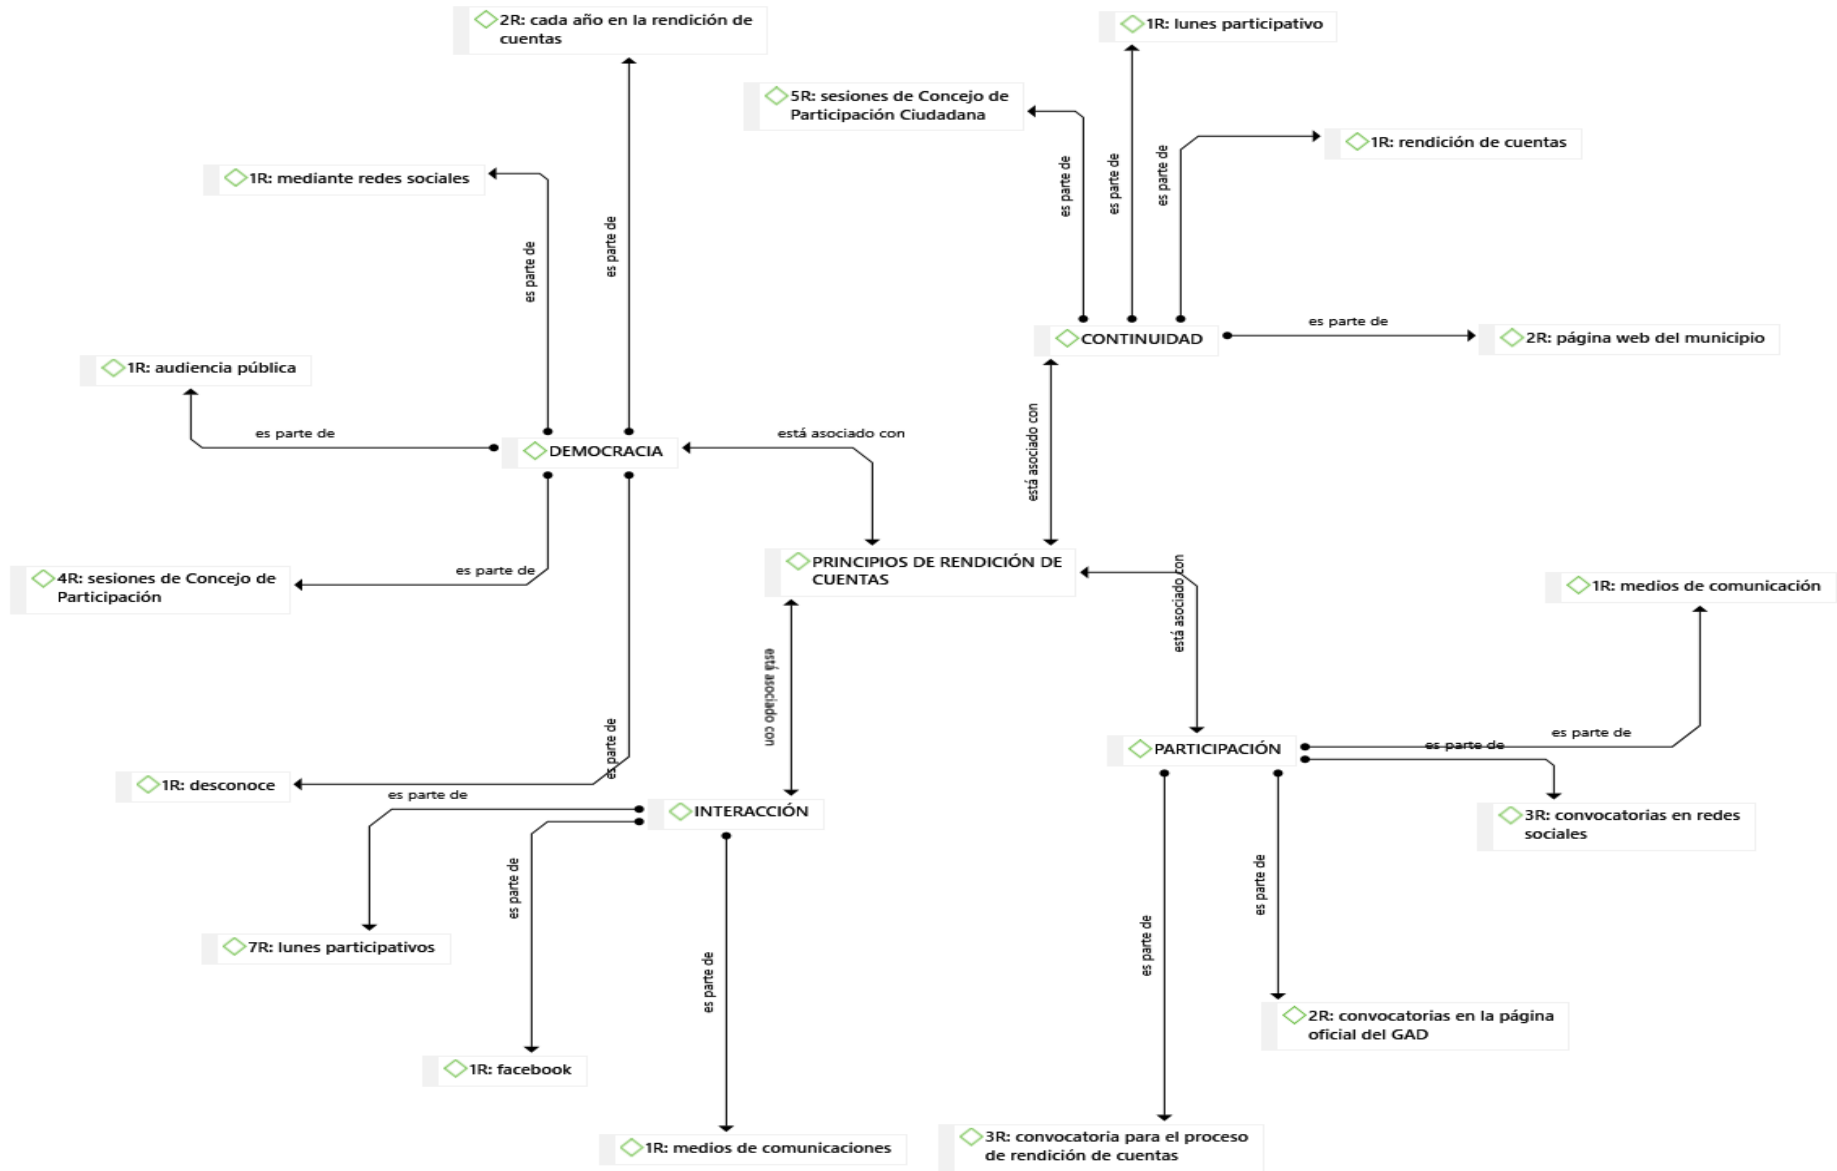 2R: cada año en la rendición de
cuentas
1R: lunes participativo
5R: sesiones de Concejo de
Participación Ciudadana
1R: rendición de cuentas
1R: mediante redes sociales
es parte de
es parte de
es parte de
es parte de
es parte de
es parte de
CONTINUIDAD
2R: página web del municipio
1R: audiencia pública
es parte de
está asociado con
está asociado con
DEMOCRACIA
PRINCIPIOS DE RENDICIÓN DE
CUENTAS
4R: sesiones de Concejo de
Participación
es parte de
está asociado con
1R: medios de comunicación
está asociado con
es parte de
es parte de
es parte de
PARTICIPACIÓN
1R: desconoce
es parte de
INTERACCIÓN
3R: convocatorias en redes
sociales
es parte de
es parte de
es parte de
es parte de
7R: lunes participativos
2R: convocatorias en la página
oficial del GAD
1R: facebook
1R: medios de comunicaciones
3R: convocatoria para el proceso
de rendición de cuentas